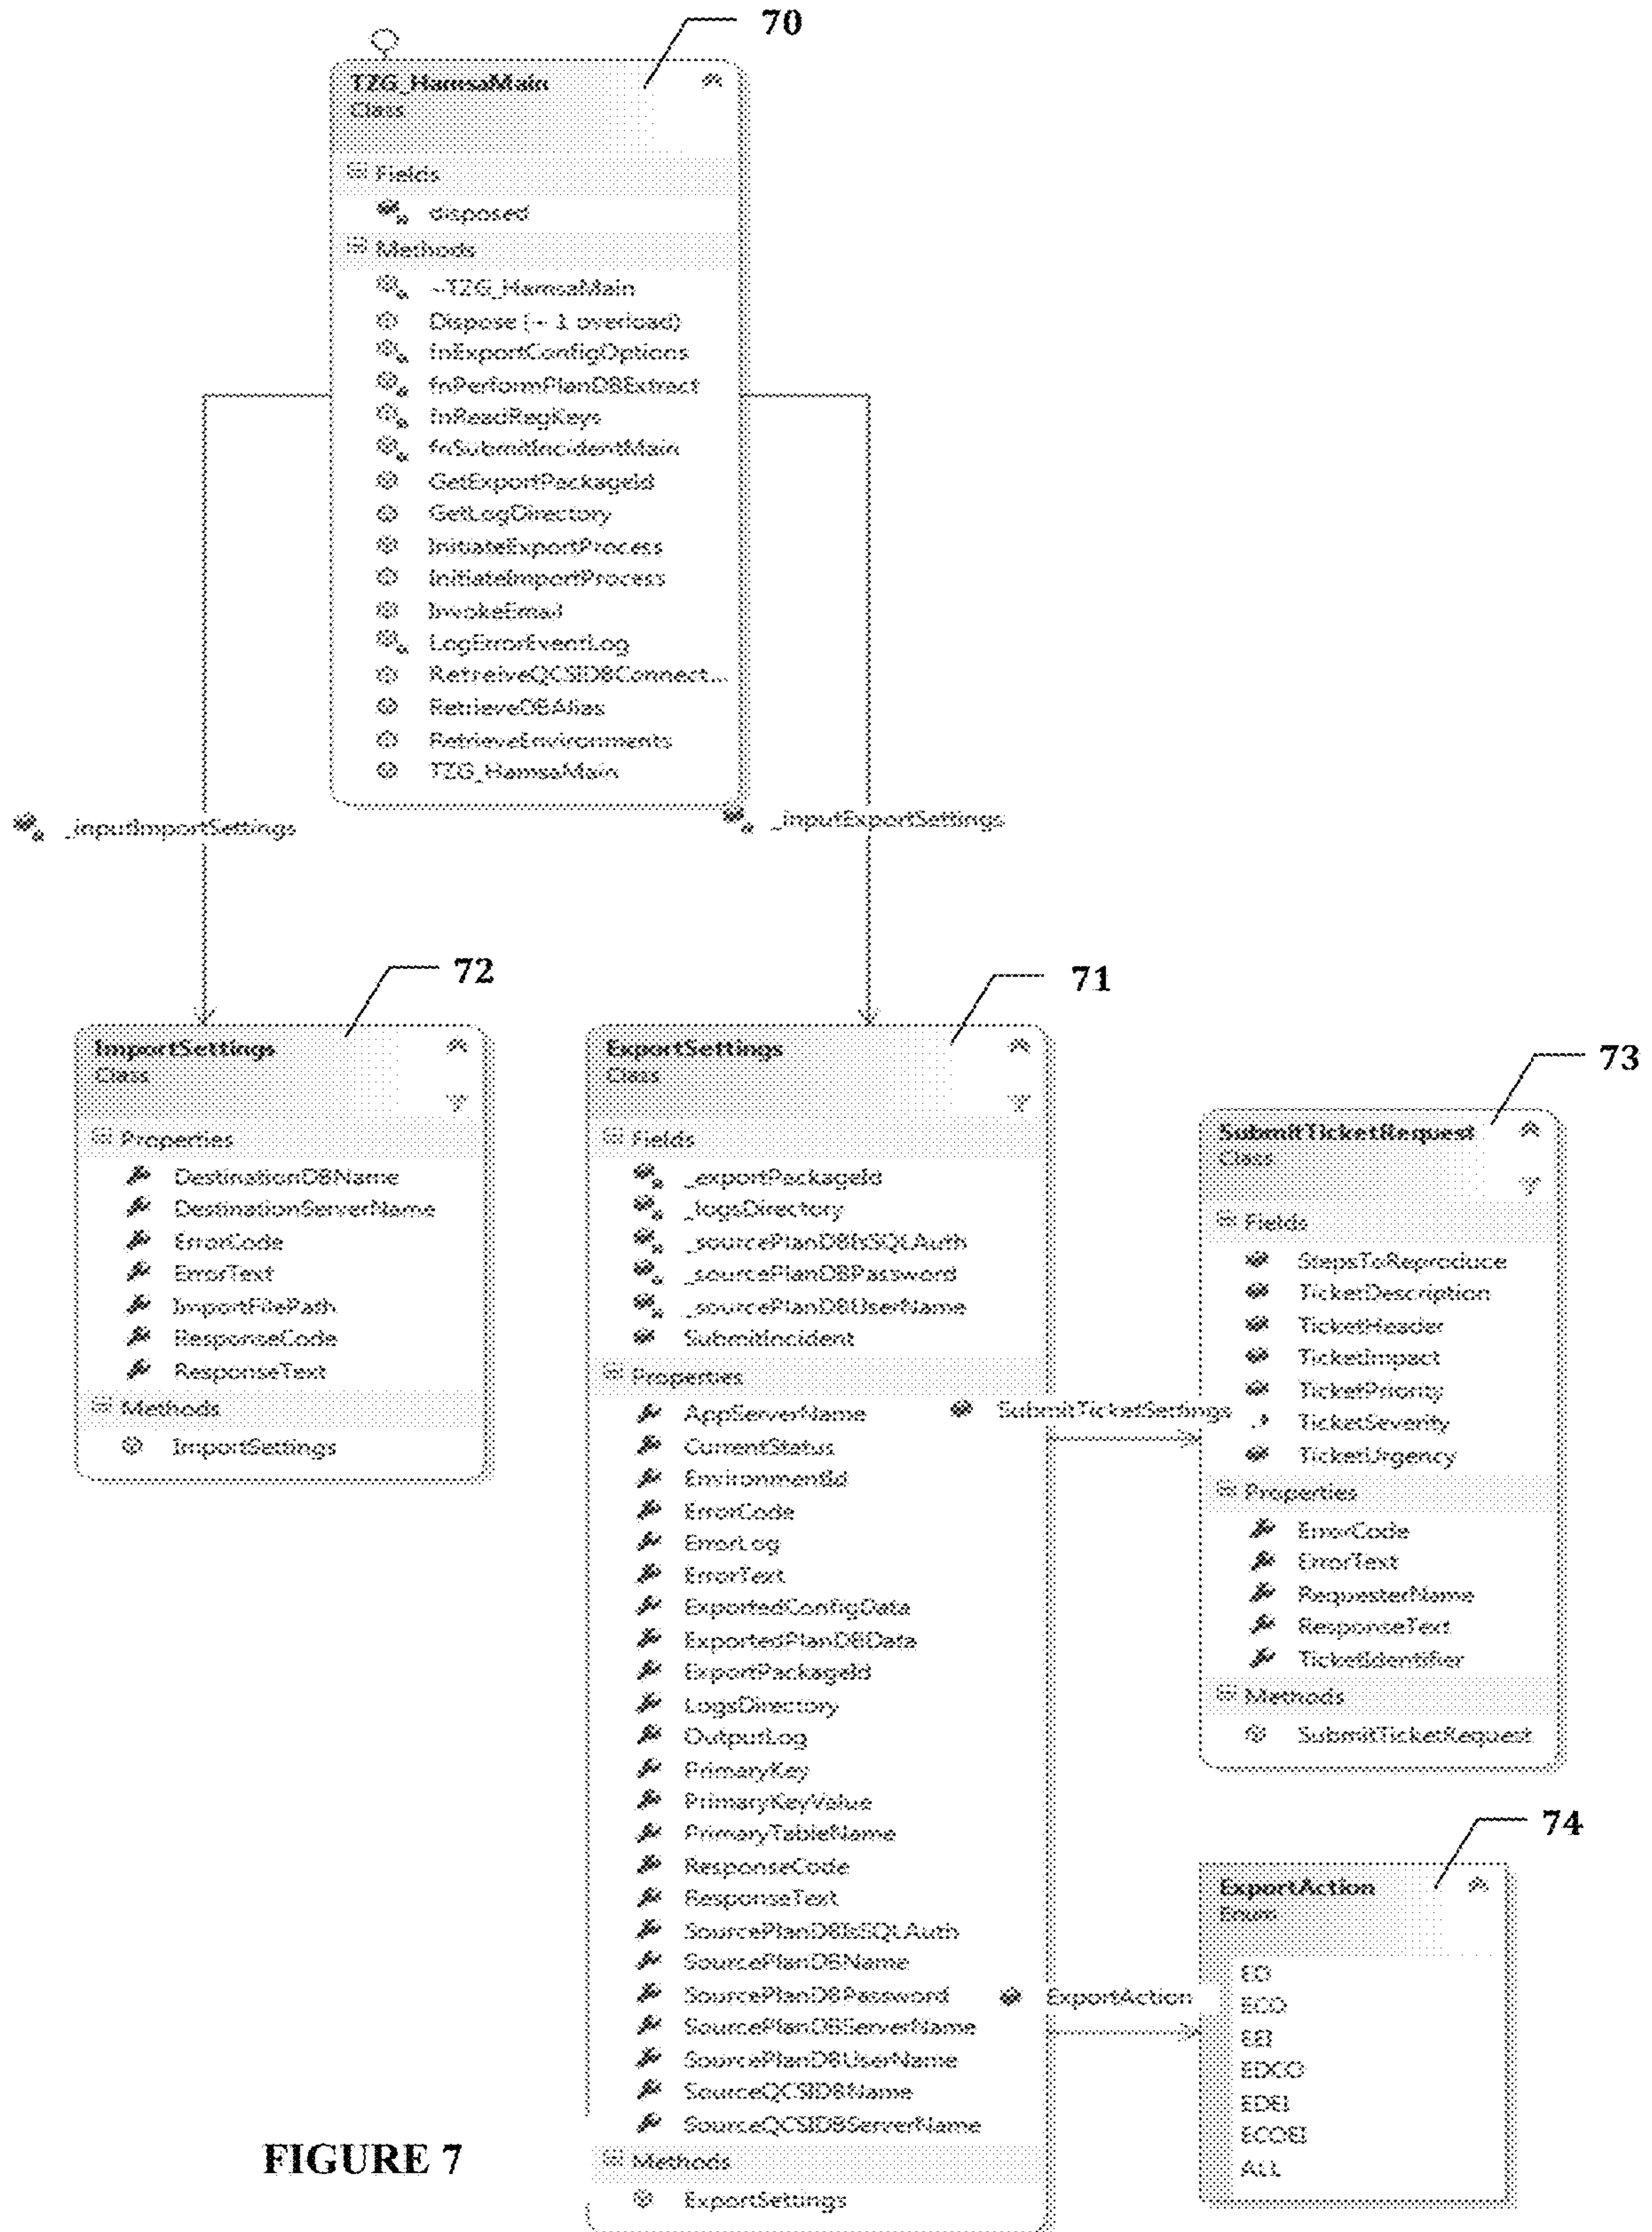 70
TZG_HamsaMain
Class
Fields
disposed
Methods
~TZG_HamsaMain
Dispose (+ 1 overload)
fnExportConfigOptions
fnPerformPlanDBExtract
fnReadRegKeys
fnSubmitIncidentMain
GetExportPackageId
GetLogDirectory
InitiateExportProcess
InitiateImportProcess
InvokeEmail
LogErrorEventLog
RetreiveQCSIDBConnect...
RetrieveDBAlias
RetrieveEnvironments
TZG_HamsaMain
_inputImportSettings
_inputExportSettings
72
ImportSettings
Class
Properties
DestinationDBName
DestinationServerName
ErrorCode
ErrorText
ImportFilePath
ResponseCode
ResponseText
Methods
ImportSettings
71
ExportSettings
Class
Fields
_exportPackageId
_logsDirectory
_sourcePlanDBIsSQLAuth
_sourcePlanDBPassword
_sourcePlanDBUserName
SubmitIncident
Properties
AppServerName
CurrentStatus
EnvironmentId
ErrorCode
ErrorLog
ErrorText
ExportedConfigData
ExportedPlanDBData
ExportPackageId
LogsDirectory
OutputLog
PrimaryKey
PrimaryKeyValue
PrimaryTableName
ResponseCode
ResponseText
SourcePlanDBIsSQLAuth
SourcePlanDBName
SourcePlanDBPassword
SourcePlanDBServerName
SourcePlanDBUserName
SourceQCSIDBName
SourceQCSIDBServerName
Methods
ExportSettings
SubmitTicketSettings
ExportAction
73
SubmitTicketRequest
Class
Fields
StepsToReproduce
TicketDescription
TicketHeader
TicketImpact
TicketPriority
TicketSeverity
TicketUrgency
Properties
ErrorCode
ErrorText
RequesterName
ResponseText
TicketIdentifier
Methods
SubmitTicketRequest
74
ExportAction
Enum
ED
ECO
EEI
EDCO
EDEI
ECOEI
ALL
FIGURE 7